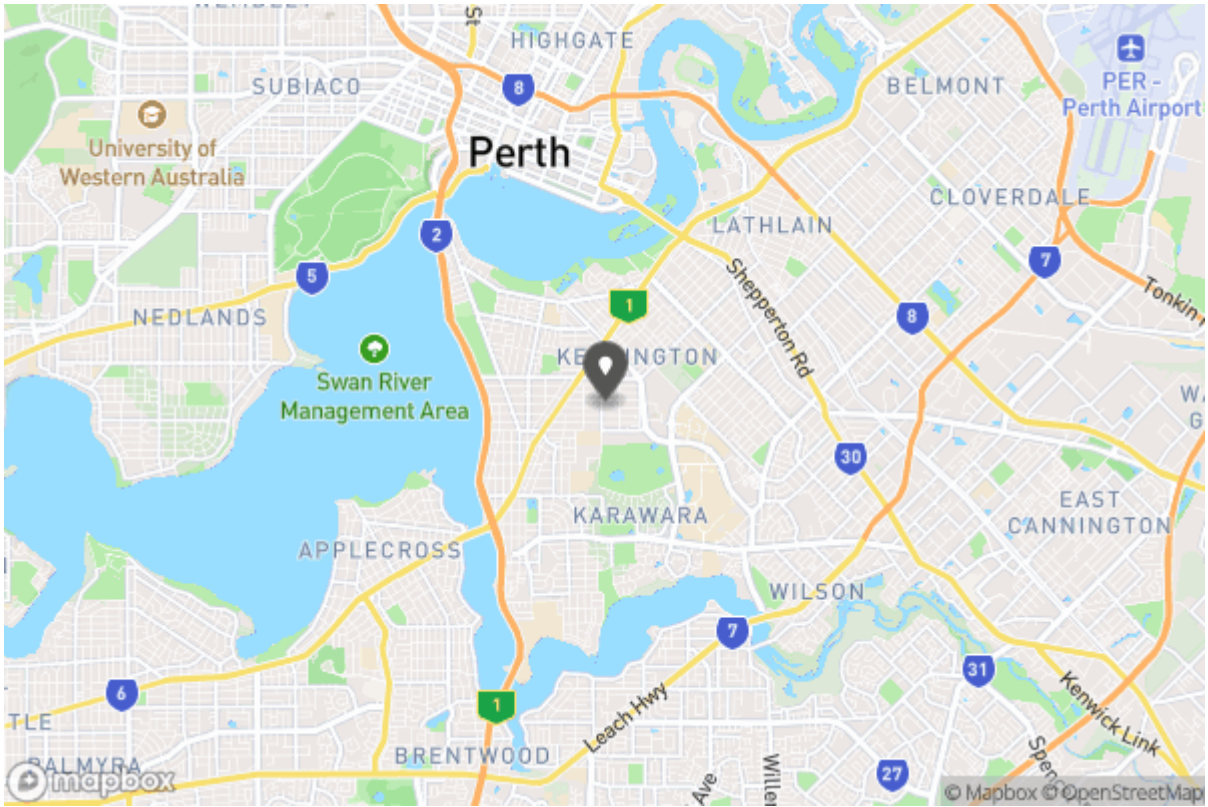 HIGHGATE
St
SUBIACO
8
BELMONT
PER -
Perth Airport
University of
Western Australia
Perth
CLOVERDALE
LATHLAIN
2
5
7
Tonkin
1
8
NEDLANDS
Shepperton Rd
Swan River
Management Area
30
EAST
CANNINGTON
KARAWARA
APPLECROSS
WILSON
7
31
6
1
Leach Hwy
Kenwick Link
BRENTWOOD
PALMYRA
27
mapbox
© Mapbox © OpenStreetMap